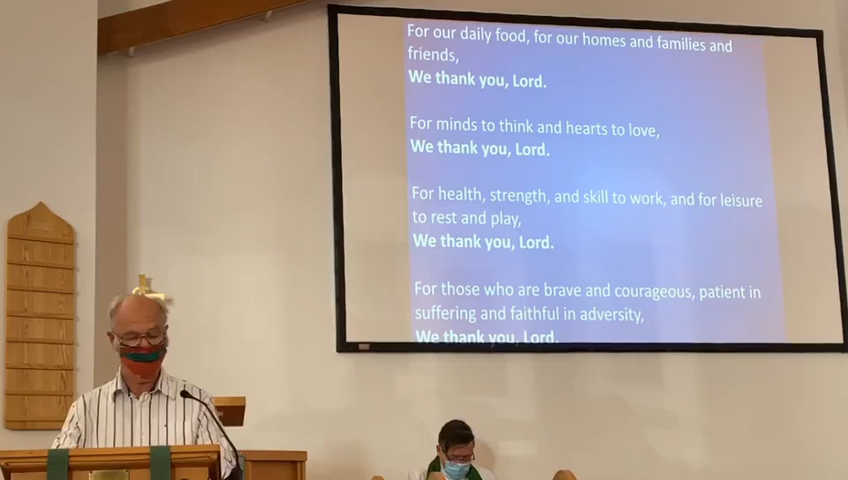 For our daily food, for our homes and families and
friends,
We thank you, Lord.
For minds to think and hearts to love,
We thank you, Lord.
For health, strength, and skill to work, and for leisure
to rest and play,
We thank you, Lord.
For those who are brave and courageous, patient in
suffering and faithful in adversity,
We thank you, Lord.